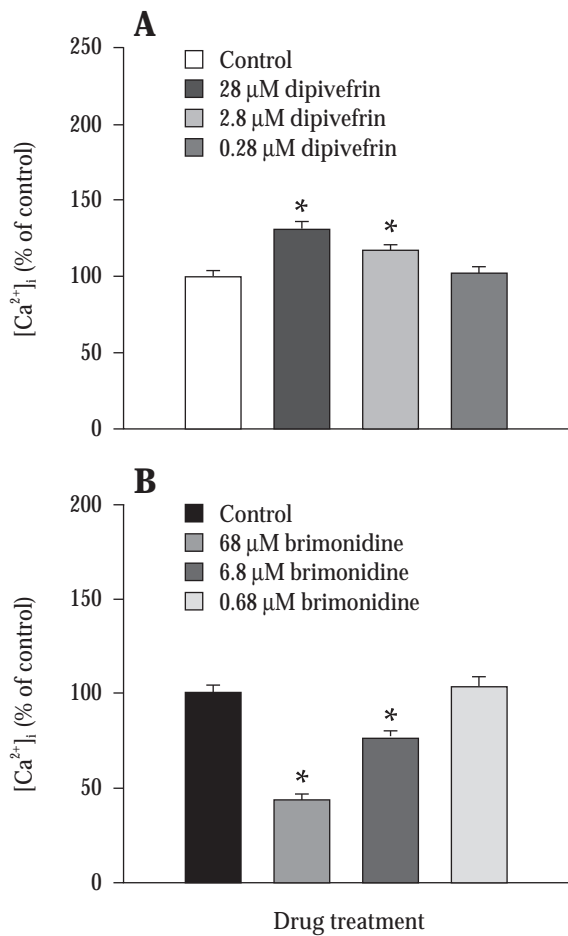 A
250
200
150
100
50
0
[Ca²⁺]ᵢ (% of control)
Control
28 µM dipivefrin
2.8 µM dipivefrin
0.28 µM dipivefrin
*
*
B
200
150
100
50
0
[Ca²⁺]ᵢ (% of control)
Control
68 µM brimonidine
6.8 µM brimonidine
0.68 µM brimonidine
*
*
Drug treatment